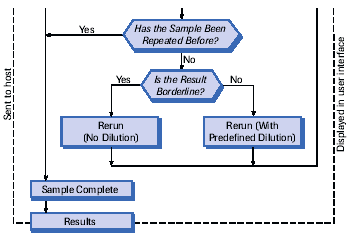 Has the Sample Been
Repeated Before?
Yes
No
Is the Result
Borderline?
Yes
No
Rerun
(No Dilution)
Rerun (With
Predefined Dilution)
Sample Complete
Results
Sent to host
Displayed in user interface